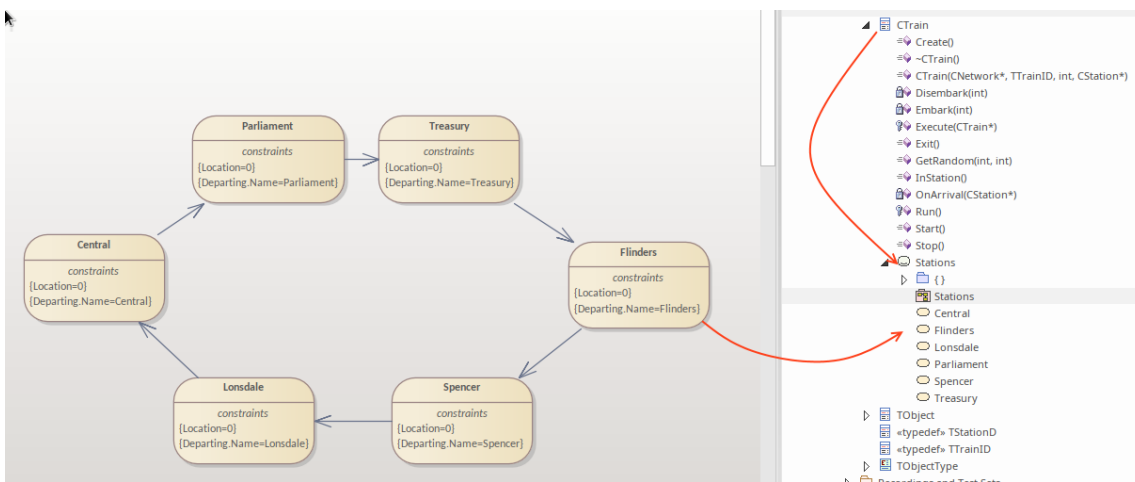 Parliament
constraints
{Location=0}
{Departing.Name=Parliament}
Treasury
constraints
{Location=0}
{Departing.Name=Treasury}
Central
constraints
{Location=0}
{Departing.Name=Central}
Flinders
constraints
{Location=0}
{Departing.Name=Flinders}
Lonsdale
constraints
{Location=0}
{Departing.Name=Lonsdale}
Spencer
constraints
{Location=0}
{Departing.Name=Spencer}
CTrain
Create()
~CTrain()
CTrain(CNetwork*, TTrainID, int, CStation*)
Disembark(int)
Embark(int)
Execute(CTrain*)
Exit()
GetRandom(int, int)
InStation()
OnArrival(CStation*)
Run()
Start()
Stop()
Stations
{ }
Stations
Central
Flinders
Lonsdale
Parliament
Spencer
Treasury
TObject
«typedef» TStationD
«typedef» TTrainID
TObjectType
Recordings and Test Sets